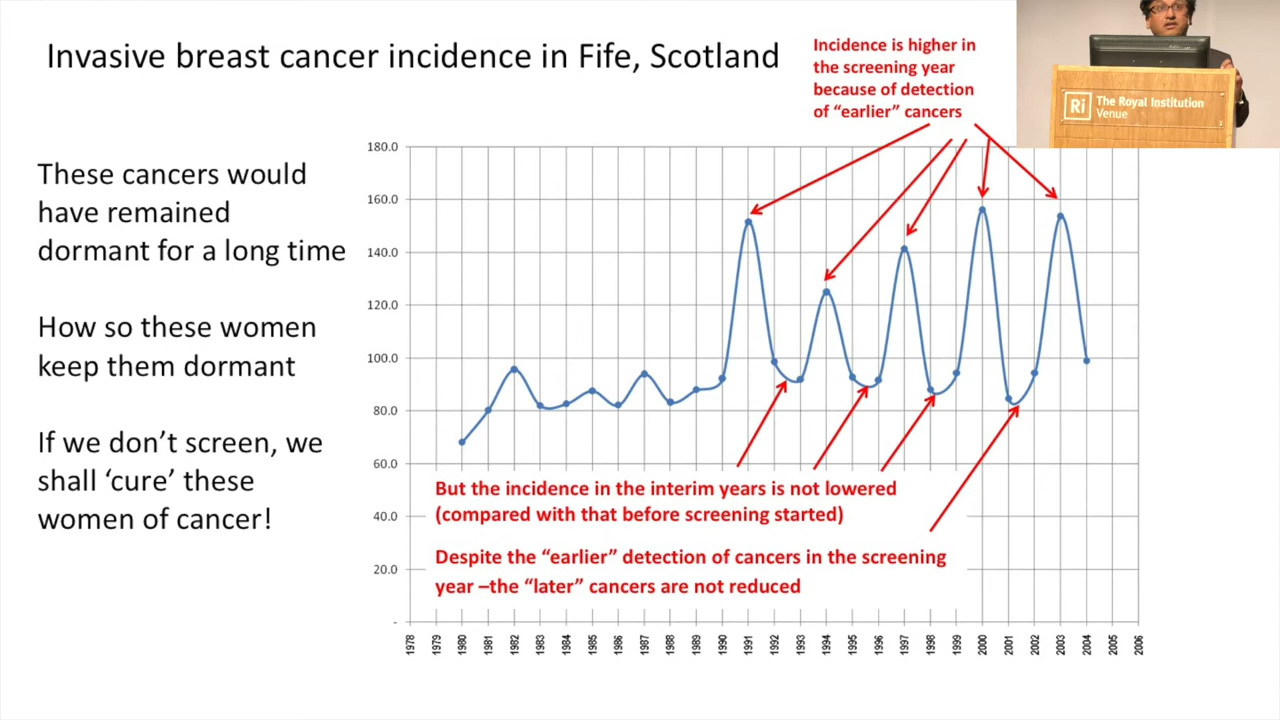 Invasive breast cancer incidence in Fife, Scotland
Incidence is higher in
the screening year
because of detection
of “earlier” cancers
Ri
The Royal Institution
Venue
These cancers would
have remained
dormant for a long time
How so these women
keep them dormant
If we don’t screen, we
shall ‘cure’ these
women of cancer!
180.0
160.0
140.0
120.0
100.0
80.0
60.0
40.0
20.0
-
But the incidence in the interim years is not lowered
(compared with that before screening started)
Despite the “earlier” detection of cancers in the screening
year –the “later” cancers are not reduced
1978
1979
1980
1981
1982
1983
1984
1985
1986
1987
1988
1989
1990
1991
1992
1993
1994
1995
1996
1997
1998
1999
2000
2001
2002
2003
2004
2005
2006